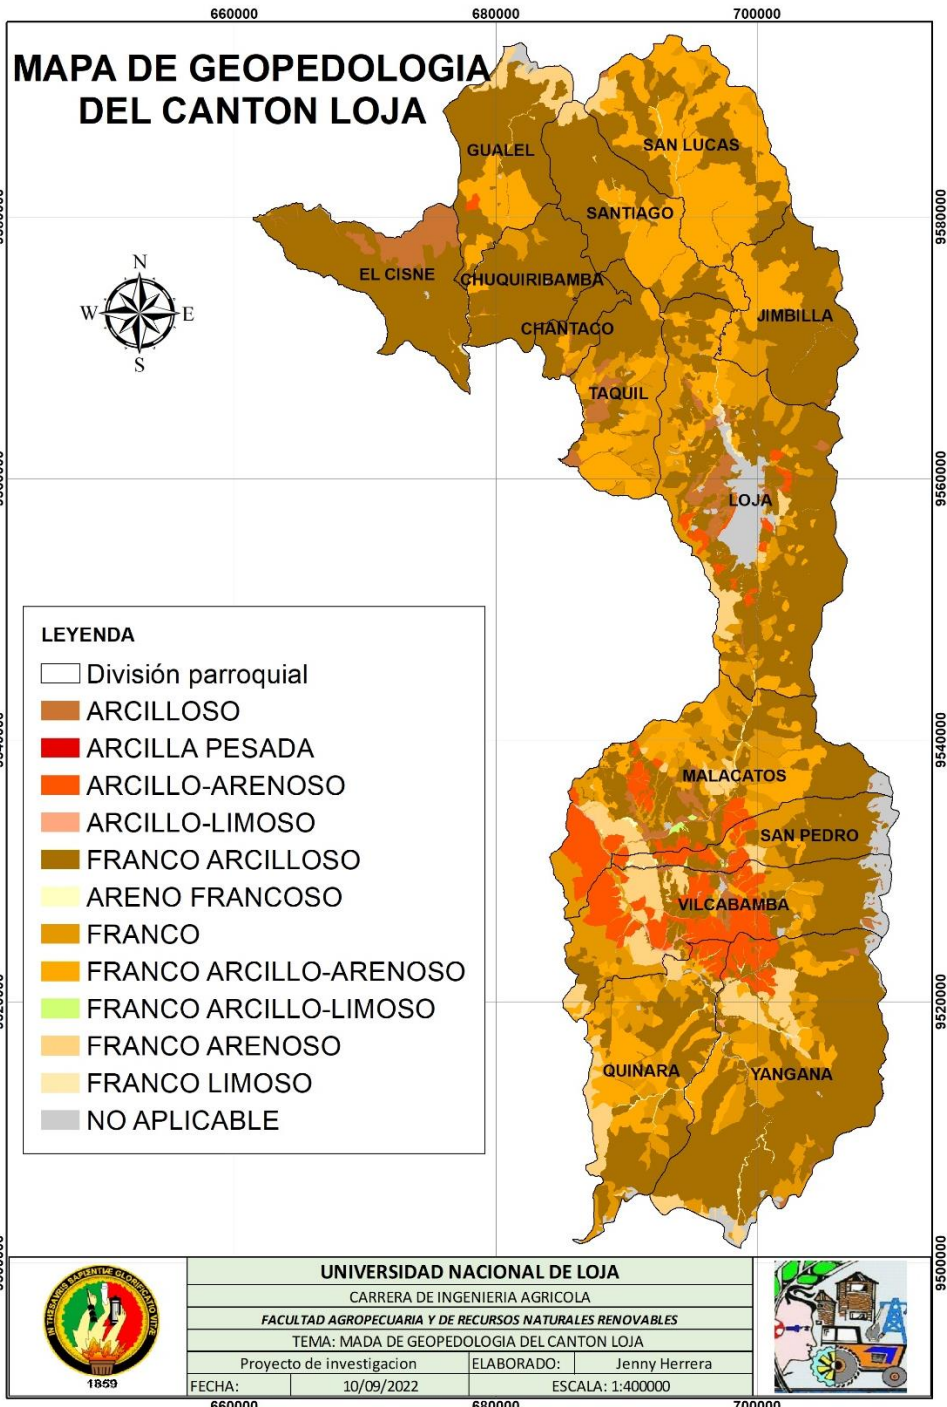 660000 680000 700000
MAPA DE GEOPEDOLOGIA
DEL CANTON LOJA
GUALEL
SAN LUCAS
SANTIAGO
9580000
EL CISNE
CHUQUIRIBAMBA
N
W E
S
CHANTACO
JIMBILLA
TAQUIL
LOJA
LEYENDA
División parroquial
ARCILLOSO
ARCILLA PESADA
ARCILLO-ARENOSO
ARCILLO-LIMOSO
FRANCO ARCILLOSO
ARENO FRANCOSO
FRANCO
FRANCO ARCILLO-ARENOSO
FRANCO ARCILLO-LIMOSO
FRANCO ARENOSO
FRANCO LIMOSO
NO APLICABLE
9560000
9540000
MALACATOS
SAN PEDRO
VILCABAMBA
9520000
QUINARA
YANGANA
9500000
IN THESAURIS SAPIENTIAE GLORIFICATIO VITAE
1859
UNIVERSIDAD NACIONAL DE LOJA
CARRERA DE INGENIERIA AGRICOLA
FACULTAD AGROPECUARIA Y DE RECURSOS NATURALES RENOVABLES
TEMA: MADA DE GEOPEDOLOGIA DEL CANTON LOJA
Proyecto de investigacion ELABORADO: Jenny Herrera
FECHA: 10/09/2022 ESCALA: 1:400000
660000 680000 700000